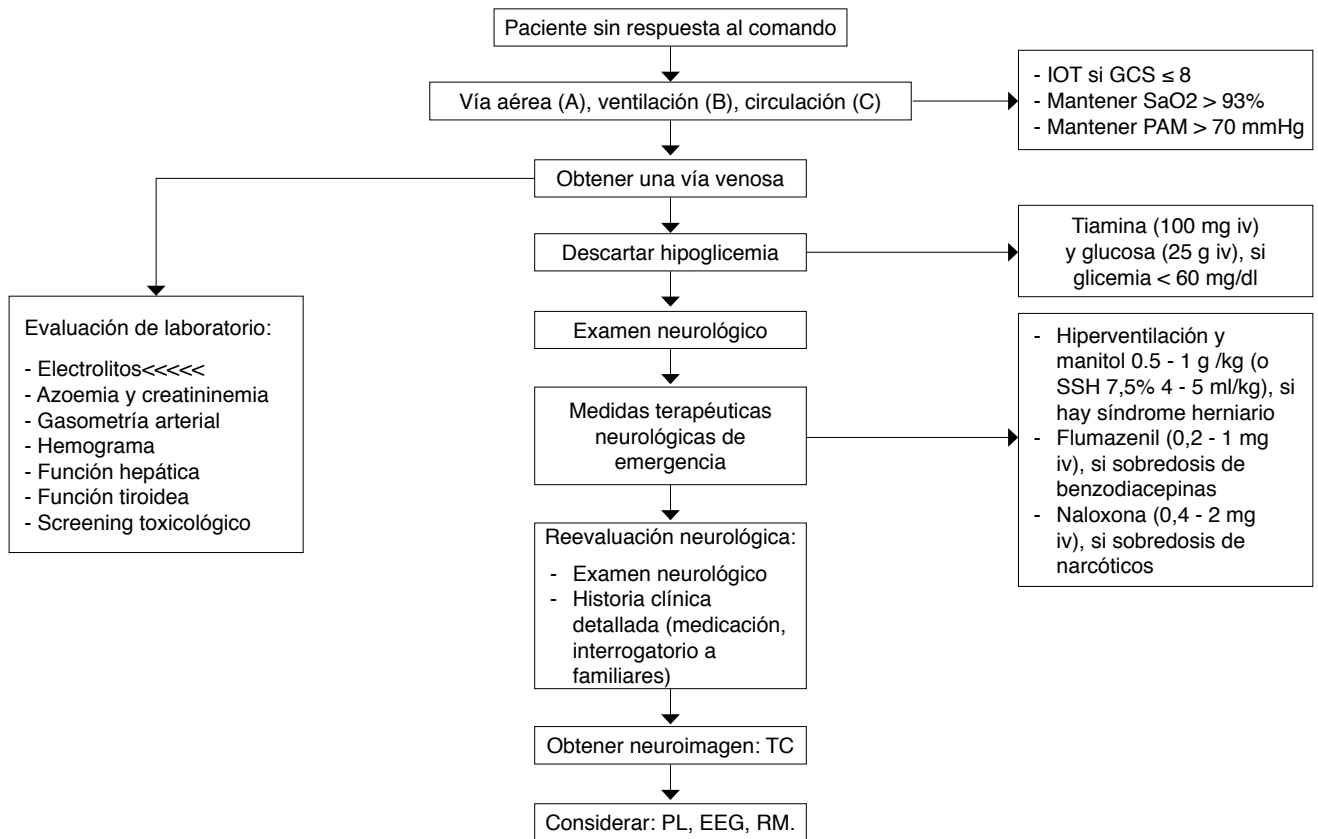 Paciente sin respuesta al comando
Vía aérea (A), ventilación (B), circulación (C)
- IOT si GCS ≤ 8
- Mantener SaO2 > 93%
- Mantener PAM > 70 mmHg
Obtener una vía venosa
Descartar hipoglicemia
Tiamina (100 mg iv)
y glucosa (25 g iv), si
glicemia < 60 mg/dl
Evaluación de laboratorio:
- Electrolitos<<<<<
- Azoemia y creatininemia
- Gasometría arterial
- Hemograma
- Función hepática
- Función tiroidea
- Screening toxicológico
Examen neurológico
Medidas terapéuticas
neurológicas de
emergencia
- Hiperventilación y
manitol 0.5 - 1 g /kg (o
SSH 7,5% 4 - 5 ml/kg), si
hay síndrome herniario
- Flumazenil (0,2 - 1 mg
iv), si sobredosis de
benzodiacepinas
- Naloxona (0,4 - 2 mg
iv), si sobredosis de
narcóticos
Reevaluación neurológica:
- Examen neurológico
- Historia clínica
detallada (medicación,
interrogatorio a
familiares)
Obtener neuroimagen: TC
Considerar: PL, EEG, RM.